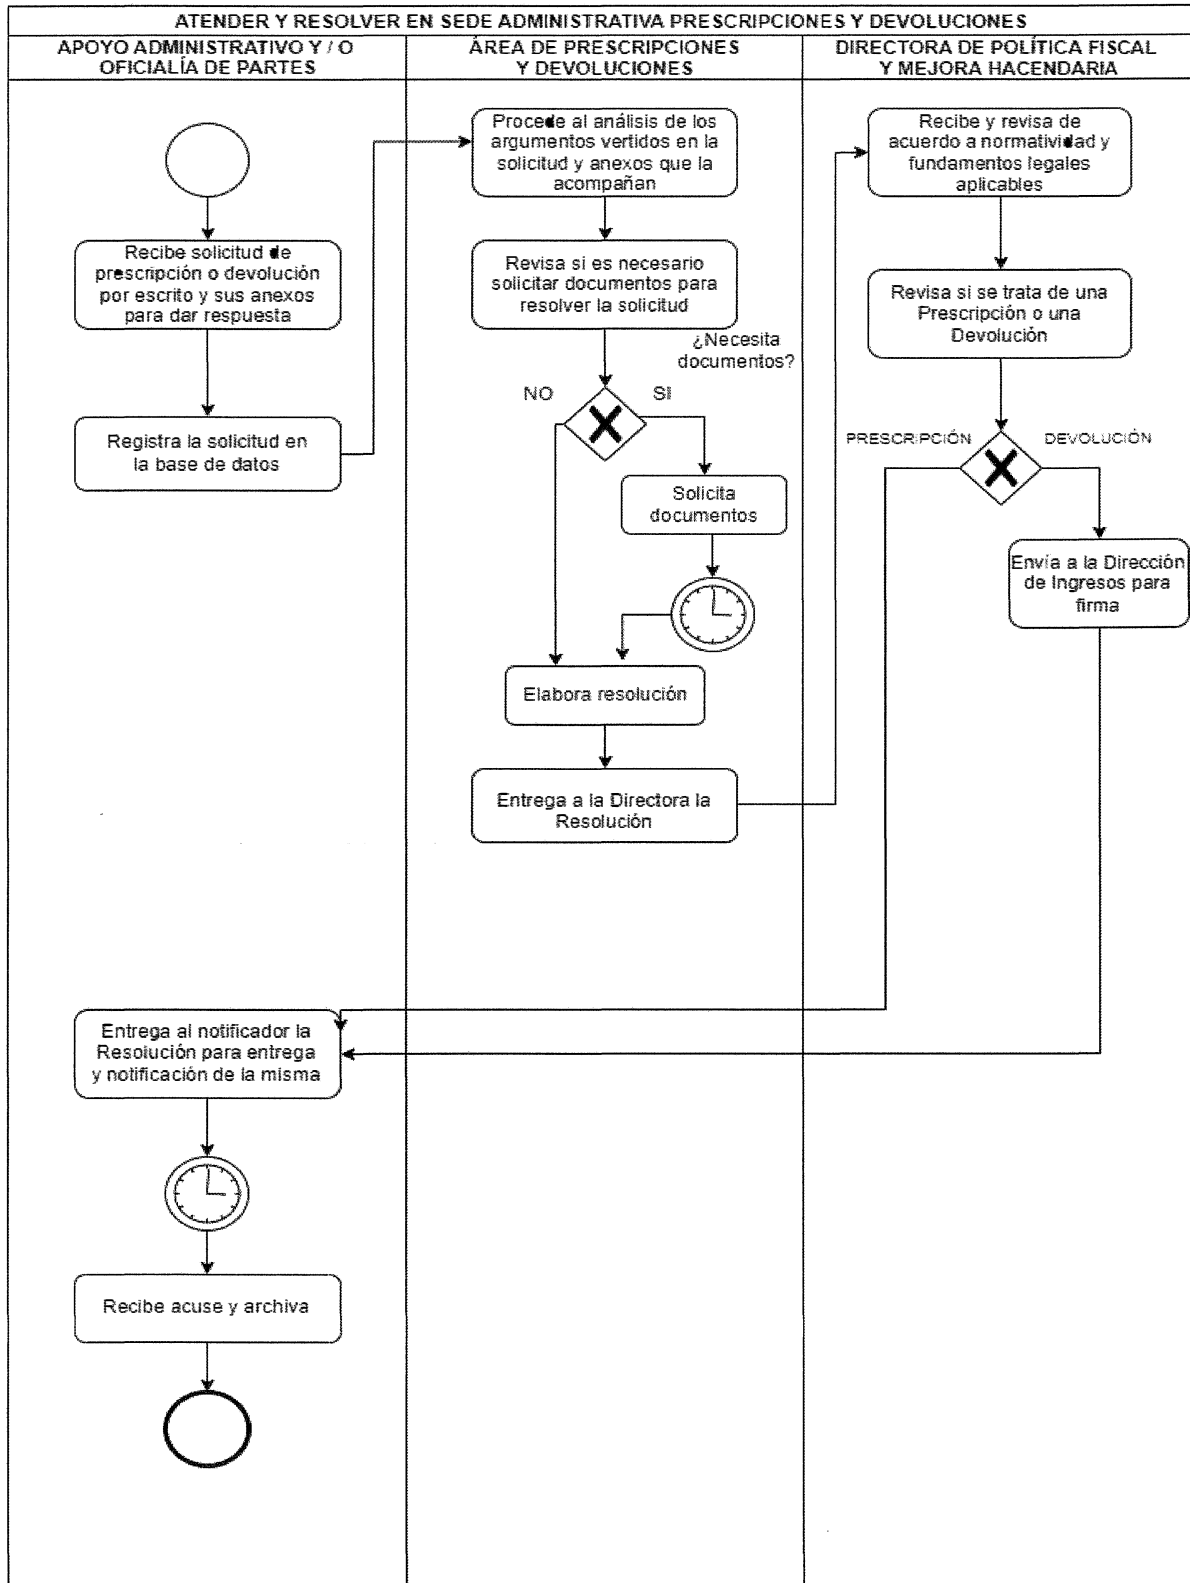 ATENDER Y RESOLVER EN SEDE ADMINISTRATIVA PRESCRIPCIONES Y DEVOLUCIONES
APOYO ADMINISTRATIVO Y / O
OFICIALÍA DE PARTES
ÁREA DE PRESCRIPCIONES
Y DEVOLUCIONES
DIRECTORA DE POLÍTICA FISCAL
Y MEJORA HACENDARIA
Recibe solicitud de
prescripción o devolución
por escrito y sus anexos
para dar respuesta
Registra la solicitud en
la base de datos
Procede al análisis de los
argumentos vertidos en la
solicitud y anexos que la
acompañan
Revisa si es necesario
solicitar documentos para
resolver la solicitud
¿Necesita
documentos?
NO
SI
Solicita
documentos
Elabora resolución
Entrega a la Directora la
Resolución
Recibe y revisa de
acuerdo a normatividad y
fundamentos legales
aplicables
Revisa si se trata de una
Prescripción o una
Devolución
PRESCRIPCIÓN
DEVOLUCIÓN
Envía a la Dirección
de Ingresos para
firma
Entrega al notificador la
Resolución para entrega
y notificación de la misma
Recibe acuse y archiva